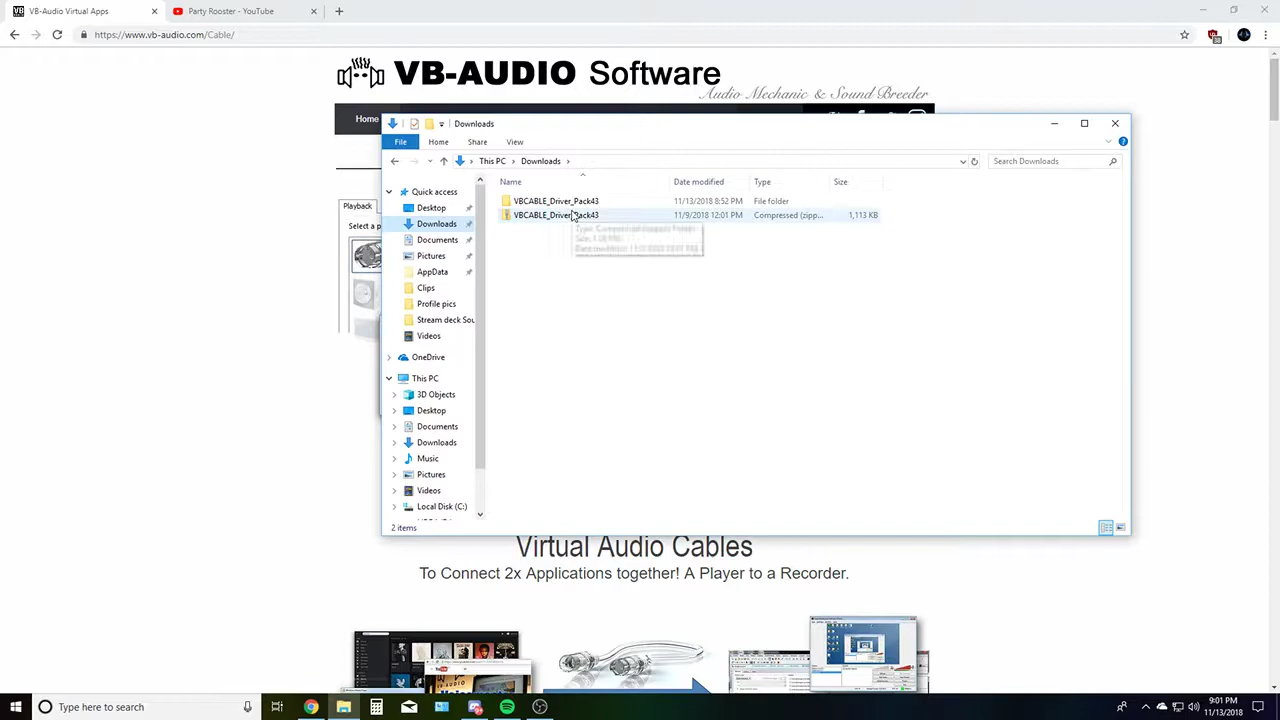 VB-Audio Virtual Apps
Party Rooster - YouTube
https://www.vb-audio.com/Cable/
VB-AUDIO Software
Audio Mechanic & Sound Breeder
Home
Downloads
File
Home
Share
View
This PC
Downloads
Search Downloads
Name
Date modified
Type
Size
VBCABLE_Driver_Pack43
11/13/2018 8:52 PM
File folder
VBCABLE_Driver_Pack43
11/9/2018 12:01 PM
Compressed (zipp...
1,113 KB
Quick access
Desktop
Downloads
Documents
Pictures
AppData
Clips
Profile pics
Stream deck Sou
Videos
OneDrive
This PC
3D Objects
Desktop
Documents
Downloads
Music
Pictures
Videos
Local Disk (C:)
2 items
Playback
Select a p
Virtual Audio Cables
To Connect 2x Applications together! A Player to a Recorder.
Type here to search
9:01 PM
11/13/2018